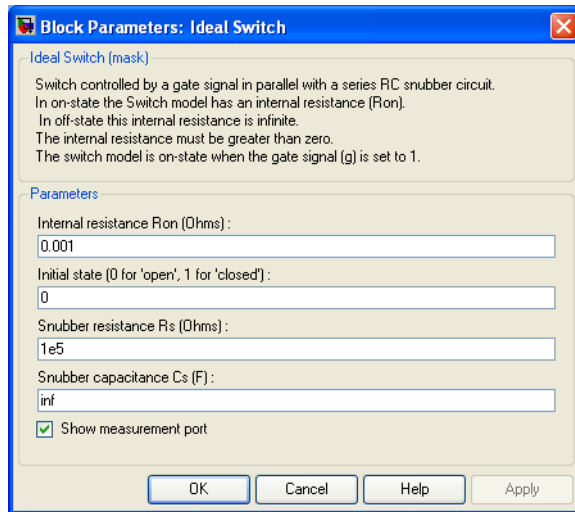 Block Parameters: Ideal Switch
Ideal Switch (mask)
Switch controlled by a gate signal in parallel with a series RC snubber circuit.
In on-state the Switch model has an internal resistance (Ron).
In off-state this internal resistance is infinite.
The internal resistance must be greater than zero.
The switch model is on-state when the gate signal (g) is set to 1.
Parameters
Internal resistance Ron (Ohms) :
0.001
Initial state (0 for 'open', 1 for 'closed') :
0
Snubber resistance Rs (Ohms) :
1e5
Snubber capacitance Cs (F) :
inf
Show measurement port
OK Cancel Help Apply